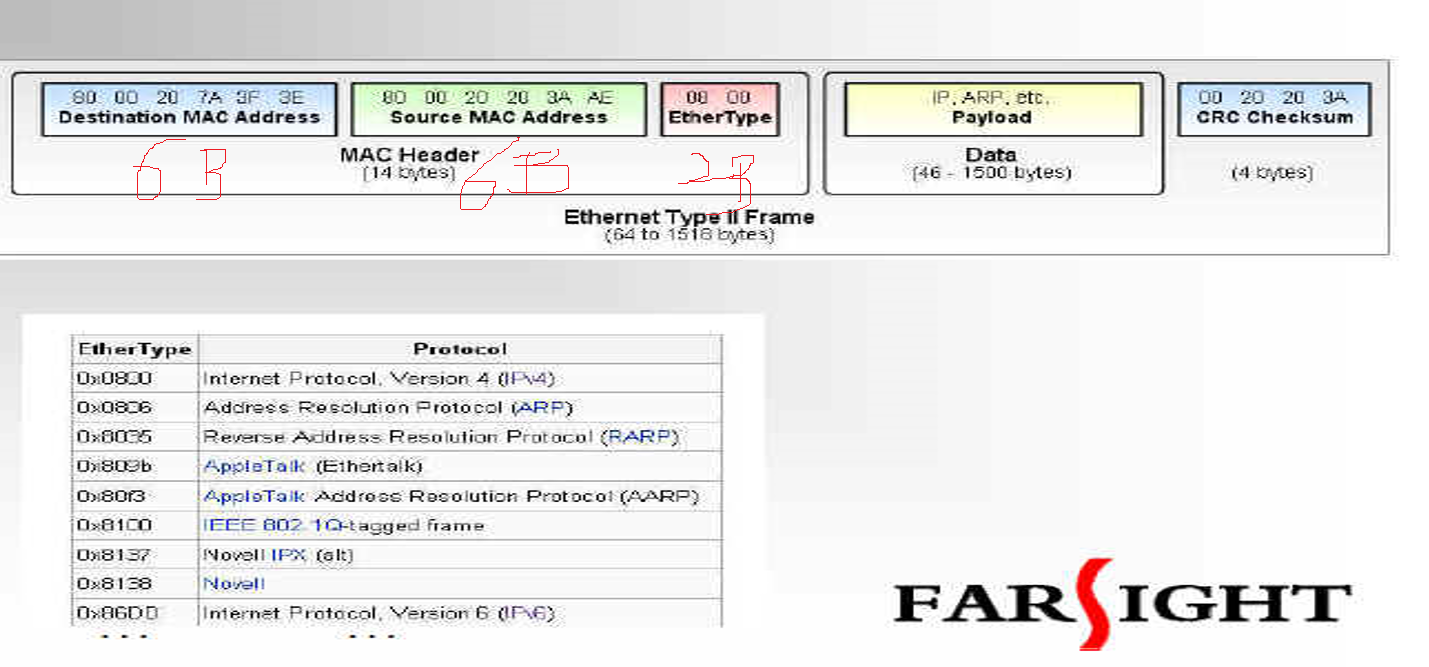 80 00 20 7A 3F 3E
Destination MAC Address
80 00 20 20 3A AE
Source MAC Address
08 00
EtherType
IP, ARP, etc.
Payload
00 20 20 3A
CRC Checksum
6B
6B
2B
MAC Header
(14 bytes)
Data
(46 - 1500 bytes)
(4 bytes)
Ethernet Type II Frame
(64 to 1518 bytes)
EtherType Protocol
0x0800 Internet Protocol, Version 4 (IPv4)
0x0806 Address Resolution Protocol (ARP)
0x8035 Reverse Address Resolution Protocol (RARP)
0x809b AppleTalk (Ethertalk)
0x80f3 AppleTalk Address Resolution Protocol (AARP)
0x8100 IEEE 802.1Q-tagged frame
0x8137 Novell IPX (alt)
0x8138 Novell
0x86DD Internet Protocol, Version 6 (IPv6)
... ...
FARSIGHT